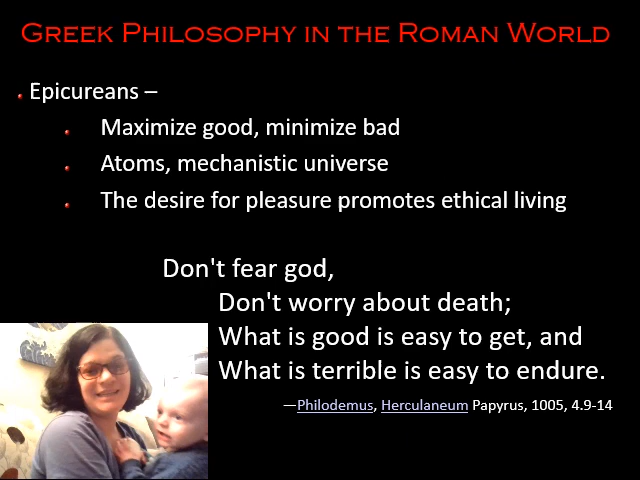 Greek Philosophy in the Roman World
Epicureans –
Maximize good, minimize bad
Atoms, mechanistic universe
The desire for pleasure promotes ethical living
Don't fear god,
Don't worry about death;
What is good is easy to get, and
What is terrible is easy to endure.
—Philodemus, Herculaneum Papyrus, 1005, 4.9-14